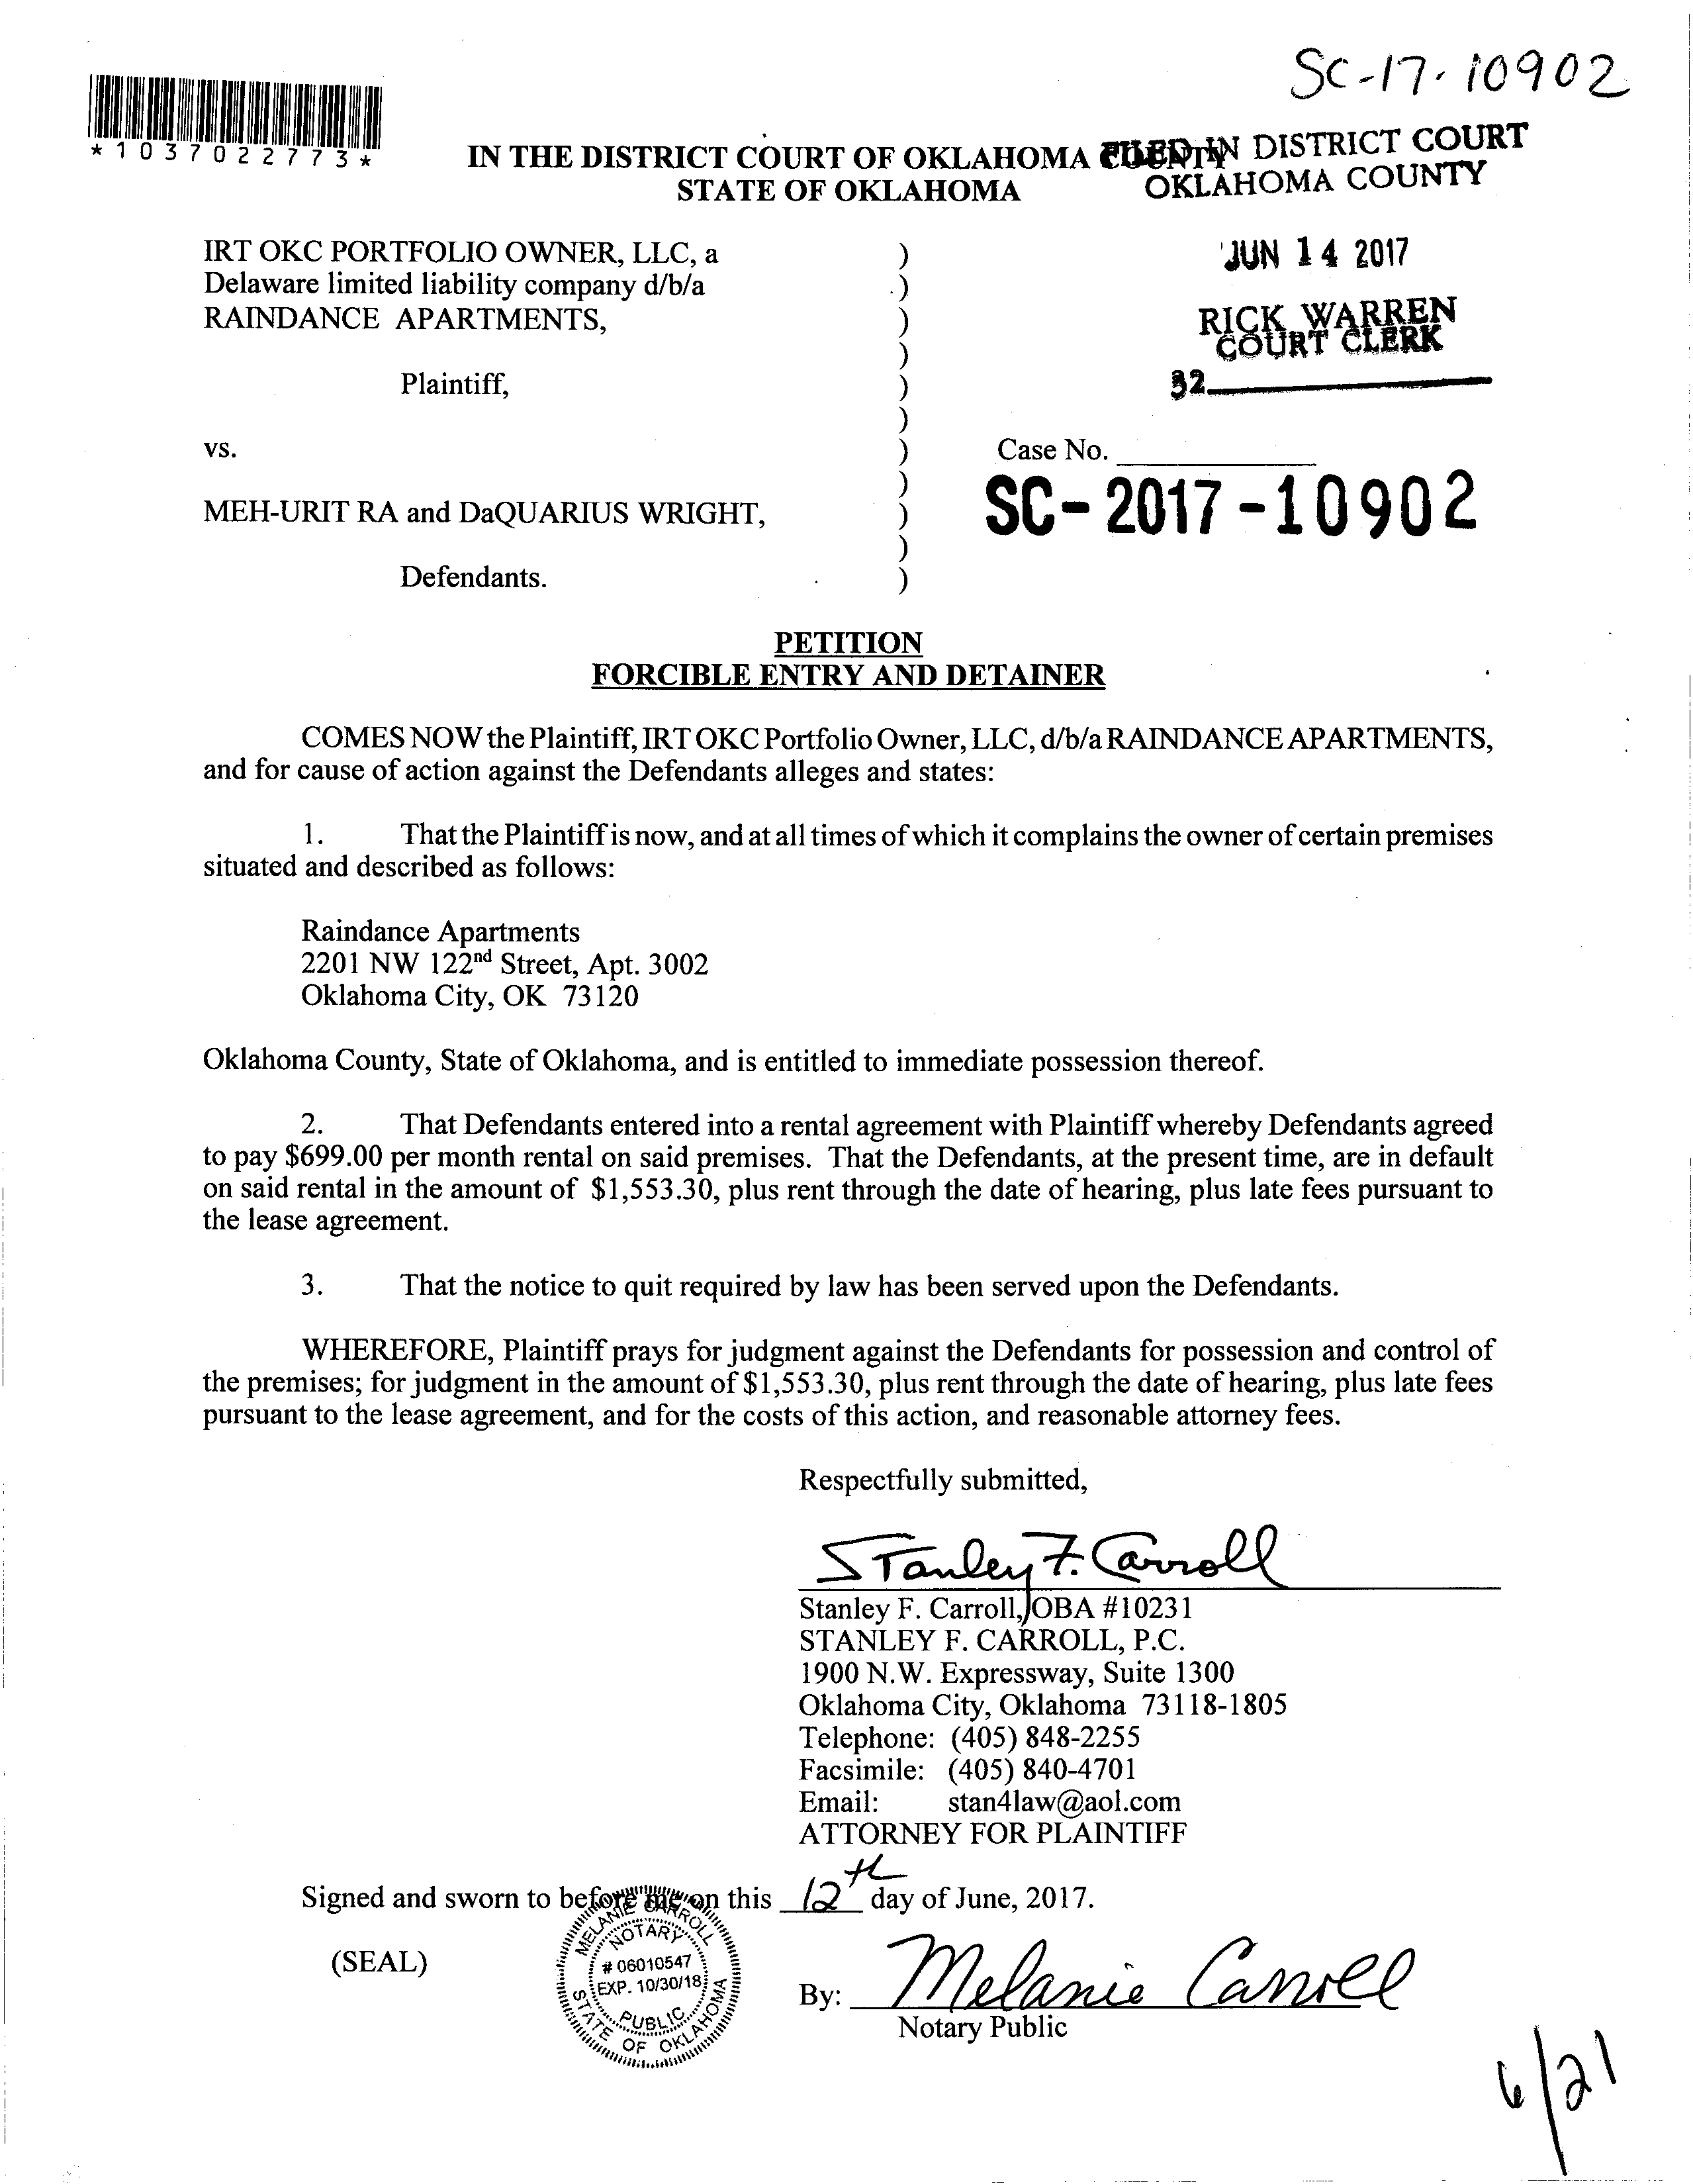 SC-17-10902
*1037022773*
IN THE DISTRICT COURT OF OKLAHOMA COUNTY
STATE OF OKLAHOMA
FILED IN DISTRICT COURT
OKLAHOMA COUNTY
JUN 14 2017
RICK WARREN
COURT CLERK
32
IRT OKC PORTFOLIO OWNER, LLC, a )
Delaware limited liability company d/b/a )
RAINDANCE APARTMENTS, )
)
Plaintiff, )
)
vs. ) Case No.
)
MEH-URIT RA and DaQUARIUS WRIGHT, ) SC-2017-10902
)
Defendants. )
PETITION
FORCIBLE ENTRY AND DETAINER
COMES NOW the Plaintiff, IRT OKC Portfolio Owner, LLC, d/b/a RAINDANCE APARTMENTS,
and for cause of action against the Defendants alleges and states:
1. That the Plaintiff is now, and at all times of which it complains the owner of certain premises
situated and described as follows:
Raindance Apartments
2201 NW 122nd Street, Apt. 3002
Oklahoma City, OK 73120
Oklahoma County, State of Oklahoma, and is entitled to immediate possession thereof.
2. That Defendants entered into a rental agreement with Plaintiff whereby Defendants agreed
to pay $699.00 per month rental on said premises. That the Defendants, at the present time, are in default
on said rental in the amount of $1,553.30, plus rent through the date of hearing, plus late fees pursuant to
the lease agreement.
3. That the notice to quit required by law has been served upon the Defendants.
WHEREFORE, Plaintiff prays for judgment against the Defendants for possession and control of
the premises; for judgment in the amount of $1,553.30, plus rent through the date of hearing, plus late fees
pursuant to the lease agreement, and for the costs of this action, and reasonable attorney fees.
Respectfully submitted,
Stanley F. Carroll
Stanley F. Carroll, OBA #10231
STANLEY F. CARROLL, P.C.
1900 N.W. Expressway, Suite 1300
Oklahoma City, Oklahoma 73118-1805
Telephone: (405) 848-2255
Facsimile: (405) 840-4701
Email: stan4law@aol.com
ATTORNEY FOR PLAINTIFF
Signed and sworn to before me on this 12th day of June, 2017.
(SEAL)
MELANIE CARROLL
NOTARY
# 06010547
EXP. 10/30/18
PUBLIC
STATE OF OKLAHOMA
By: Melanie Carroll
Notary Public
6/21